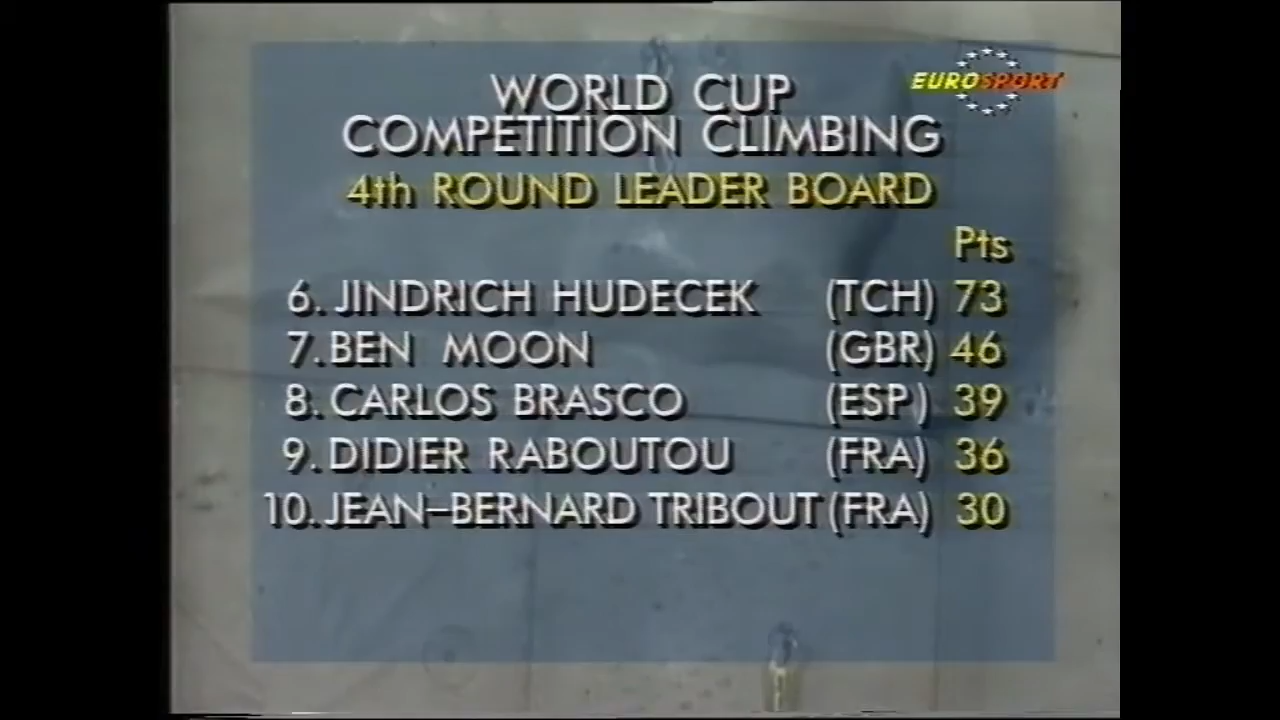 EUROSPORT
WORLD CUP
COMPETITION CLIMBING
4th ROUND LEADER BOARD
Pts
6. JINDRICH HUDECEK (TCH) 73
7. BEN MOON (GBR) 46
8. CARLOS BRASCO (ESP) 39
9. DIDIER RABOUTOU (FRA) 36
10. JEAN-BERNARD TRIBOUT (FRA) 30